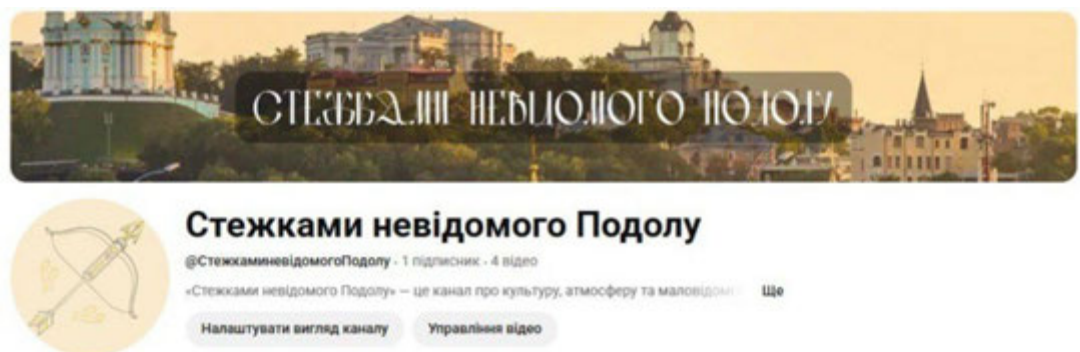 СТЕЖКАМИ НЕВІДОМОГО ПОДОЛУ
Стежками невідомого Подолу
@СтежкаминевідомогоПодолу · 1 підписник · 4 відео
«Стежками невідомого Подолу» — це канал про культуру, атмосферу та маловідом Ще
Налаштувати вигляд каналу Управління відео